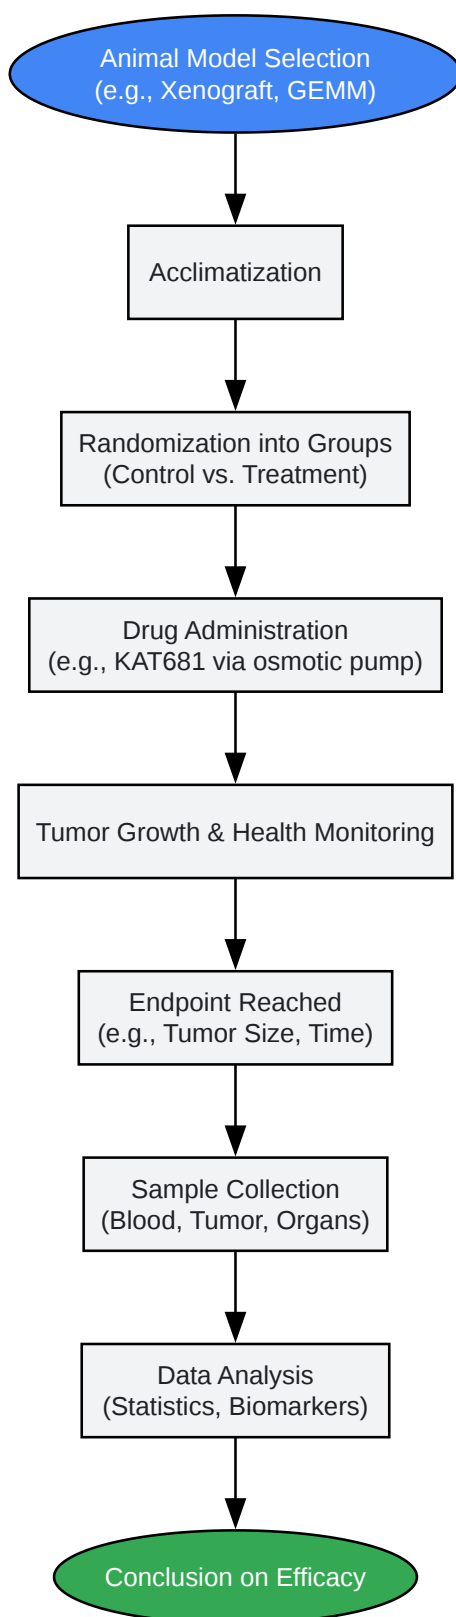 Animal Model Selection
(e.g., Xenograft, GEMM)
Acclimatization
Randomization into Groups
(Control vs. Treatment)
Drug Administration
(e.g., KAT681 via osmotic pump)
Tumor Growth & Health Monitoring
Endpoint Reached
(e.g., Tumor Size, Time)
Sample Collection
(Blood, Tumor, Organs)
Data Analysis
(Statistics, Biomarkers)
Conclusion on Efficacy